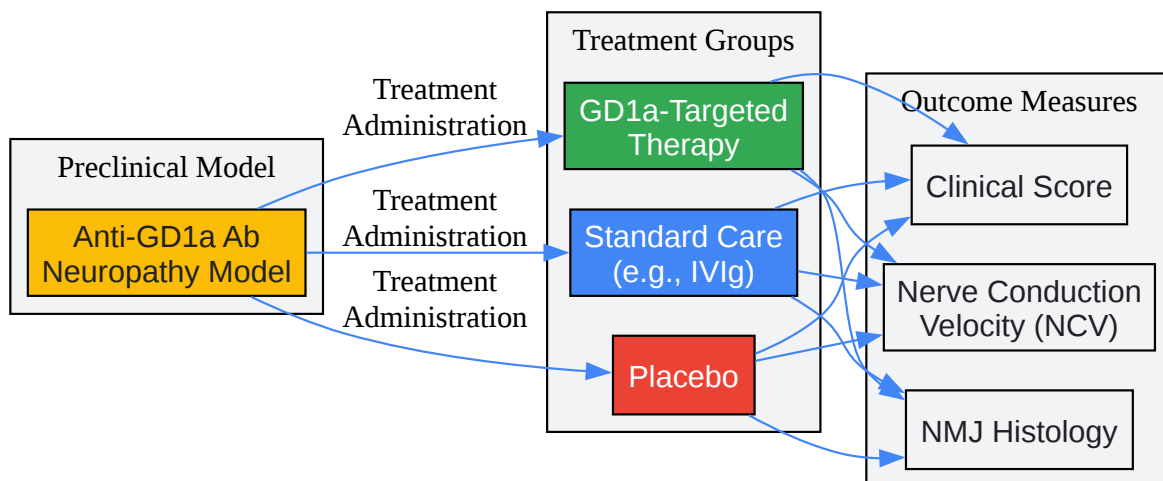 Preclinical Model
Anti-GD1a Ab
Neuropathy Model
Treatment
Administration
Treatment
Administration
Treatment
Administration
Treatment Groups
GD1a-Targeted
Therapy
Standard Care
(e.g., IVIg)
Placebo
Outcome Measures
Clinical Score
Nerve Conduction
Velocity (NCV)
NMJ Histology